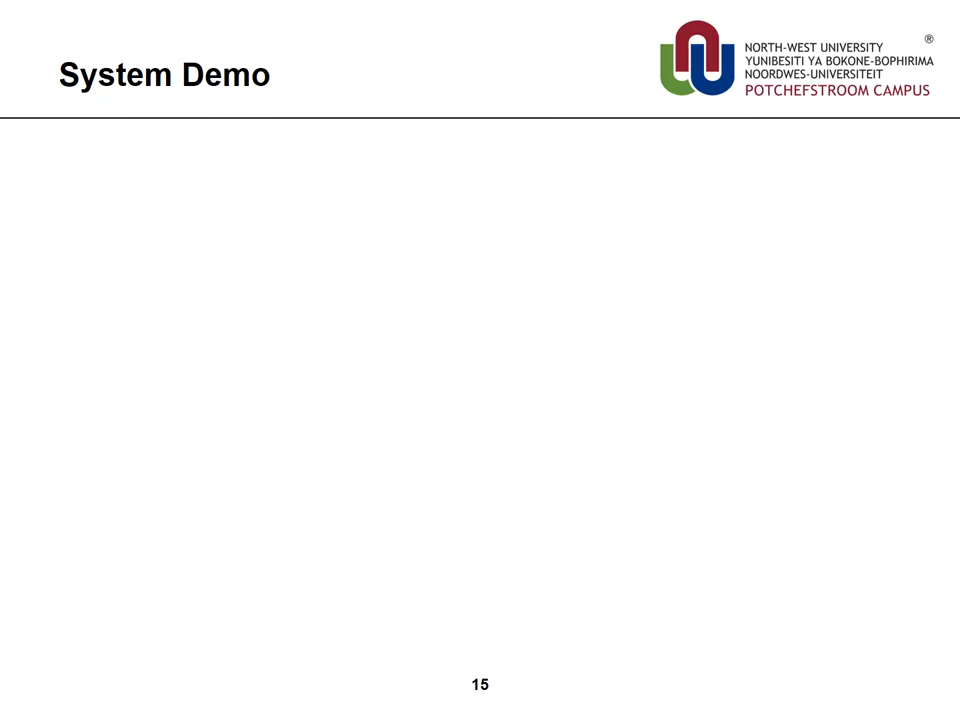 System Demo
®
NORTH-WEST UNIVERSITY
YUNIBESITI YA BOKONE-BOPHIRIMA
NOORDWES-UNIVERSITEIT
POTCHEFSTROOM CAMPUS
15